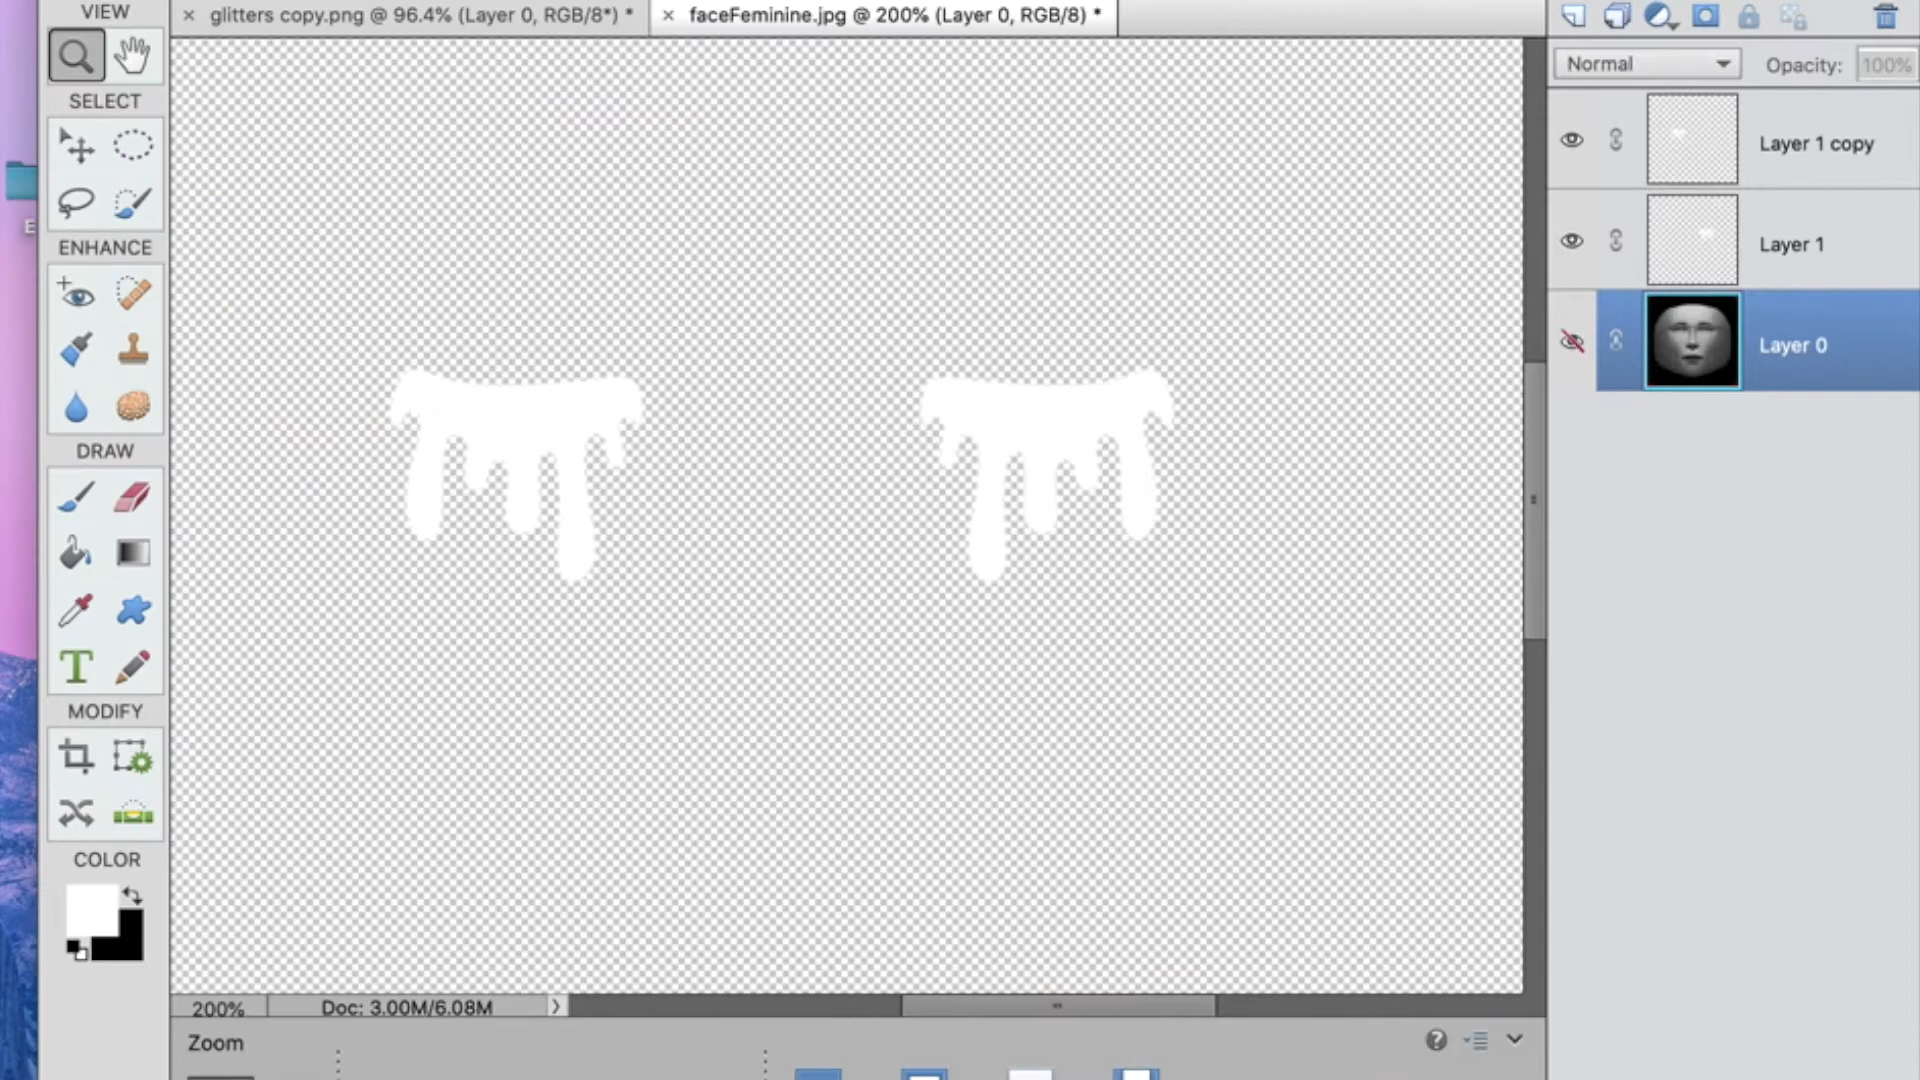 VIEW
glitters copy.png @ 96.4% (Layer 0, RGB/8*) *
faceFeminine.jpg @ 200% (Layer 0, RGB/8) *
SELECT
ENHANCE
DRAW
T
MODIFY
COLOR
E
Normal
Opacity:
100%
Layer 1 copy
Layer 1
Layer 0
200%
Doc: 3.00M/6.08M
Zoom